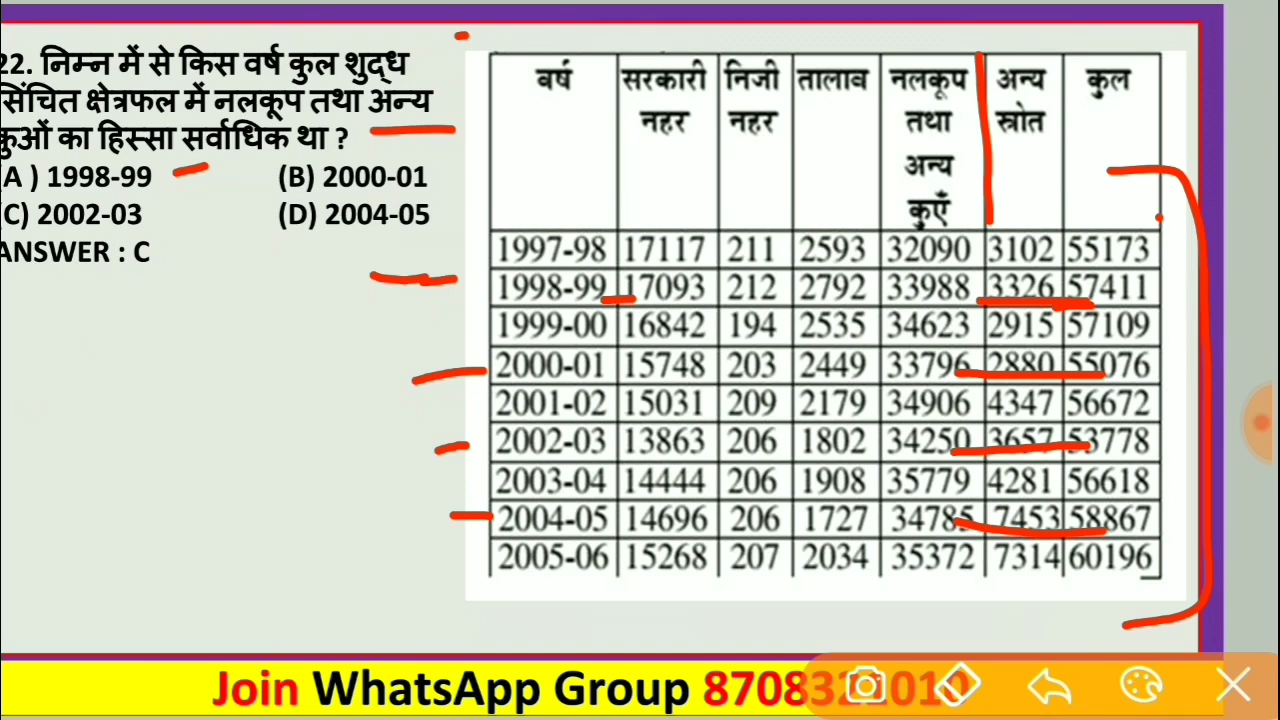 22. निम्न में से किस वर्ष कुल शुद्ध
सिंचित क्षेत्रफल में नलकूप तथा अन्य
कुओं का हिस्सा सर्वाधिक था ?
(A ) 1998-99 (B) 2000-01
(C) 2002-03 (D) 2004-05
ANSWER : C
वर्ष सरकारी नहर निजी नहर तालाव नलकूप तथा अन्य कुएँ अन्य स्रोत कुल
1997-98 17117 211 2593 32090 3102 55173
1998-99 17093 212 2792 33988 3326 57411
1999-00 16842 194 2535 34623 2915 57109
2000-01 15748 203 2449 33796 2880 55076
2001-02 15031 209 2179 34906 4347 56672
2002-03 13863 206 1802 34250 3657 53778
2003-04 14444 206 1908 35779 4281 56618
2004-05 14696 206 1727 34785 7453 58867
2005-06 15268 207 2034 35372 7314 60196
Join WhatsApp Group